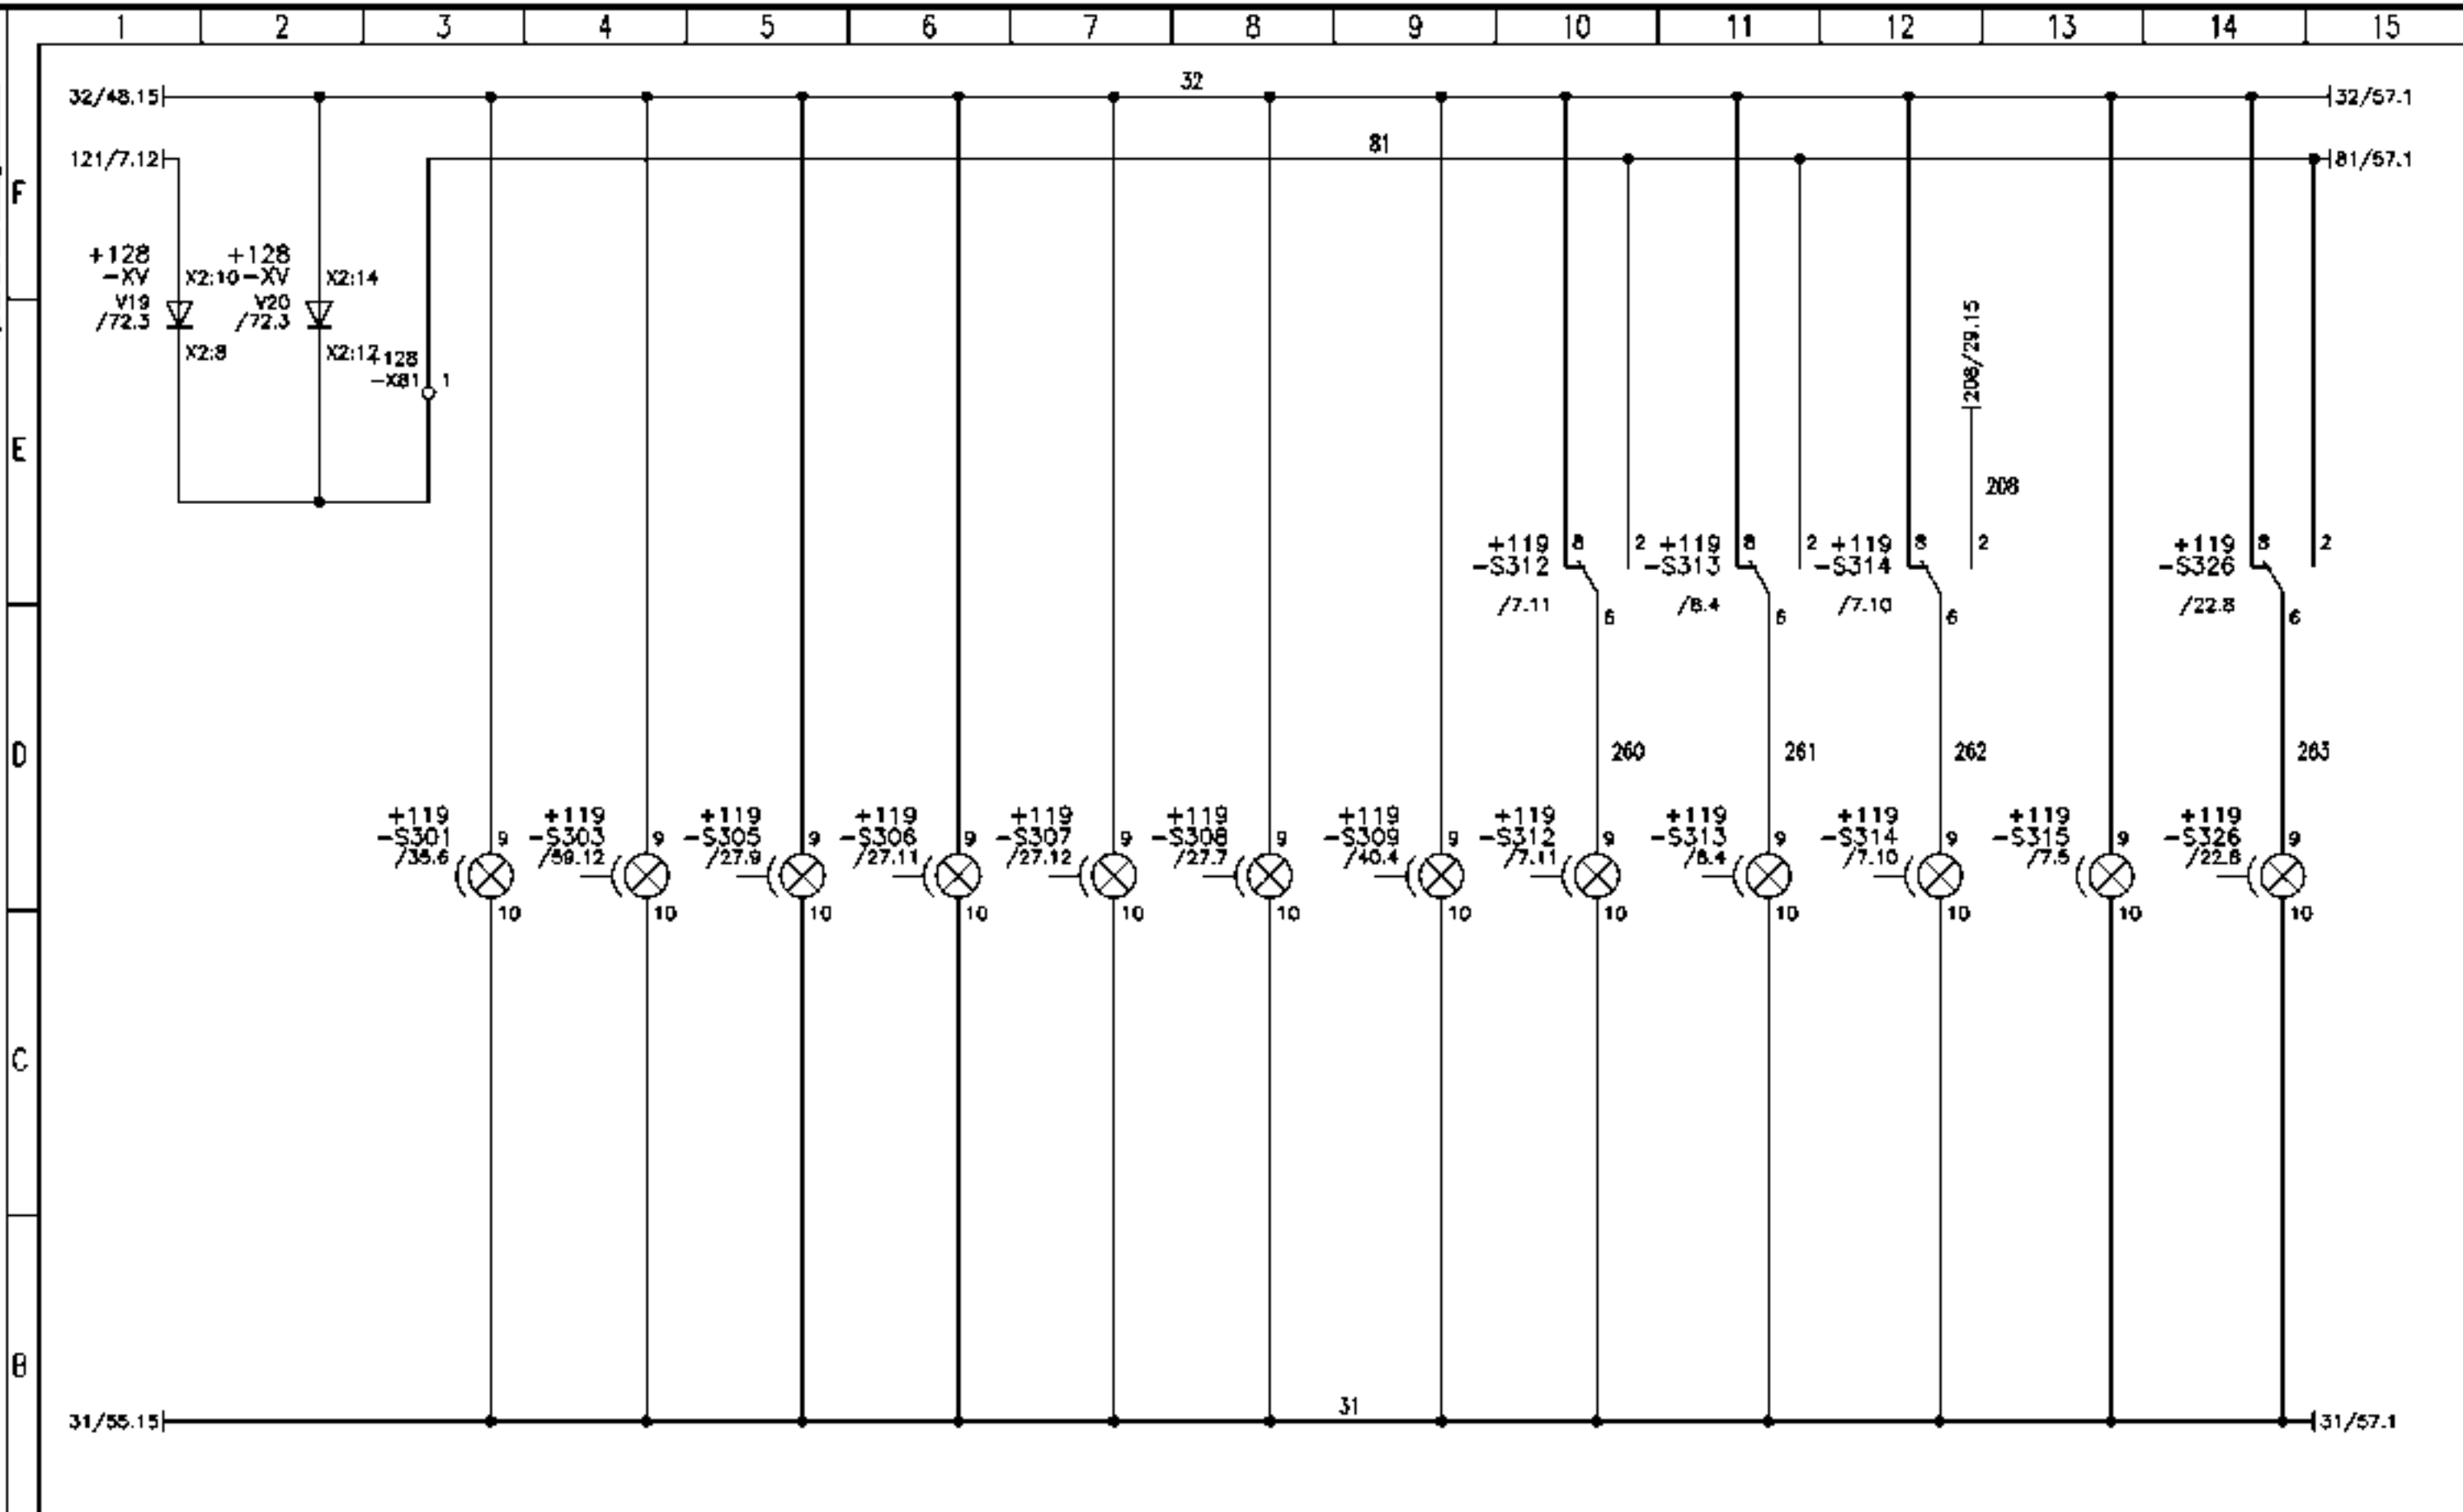 1 2 3 4 5 6 7 8 9 10 11 12 13 14 15
32/48.15 32 32/57.1
121/7.12 81 81/57.1
F
+128 +128
-XV X2:10 -XV X2:14
V19 V20
/72.3 /72.3
X2:8 X2:12 +128
-X81 1
208/29.15
E
208
+119 8 2 +119 8 2 +119 8 2 +119 8 2
-S312 -S313 -S314 -S326
/7.11 /8.4 /7.10 /22.8
6 6 6 6
D
260 261 262 263
+119 +119 +119 +119 +119 +119 +119 +119 +119 +119 +119 +119
-S301 9 -S303 9 -S305 9 -S306 9 -S307 9 -S308 9 -S309 9 -S312 9 -S313 9 -S314 9 -S315 9 -S326 9
/35.6 /59.12 /27.9 /27.11 /27.12 /27.7 /40.4 /7.11 /8.4 /7.10 /7.5 /22.8
10 10 10 10 10 10 10 10 10 10 10 10
C
B
31/55.15 31 31/57.1